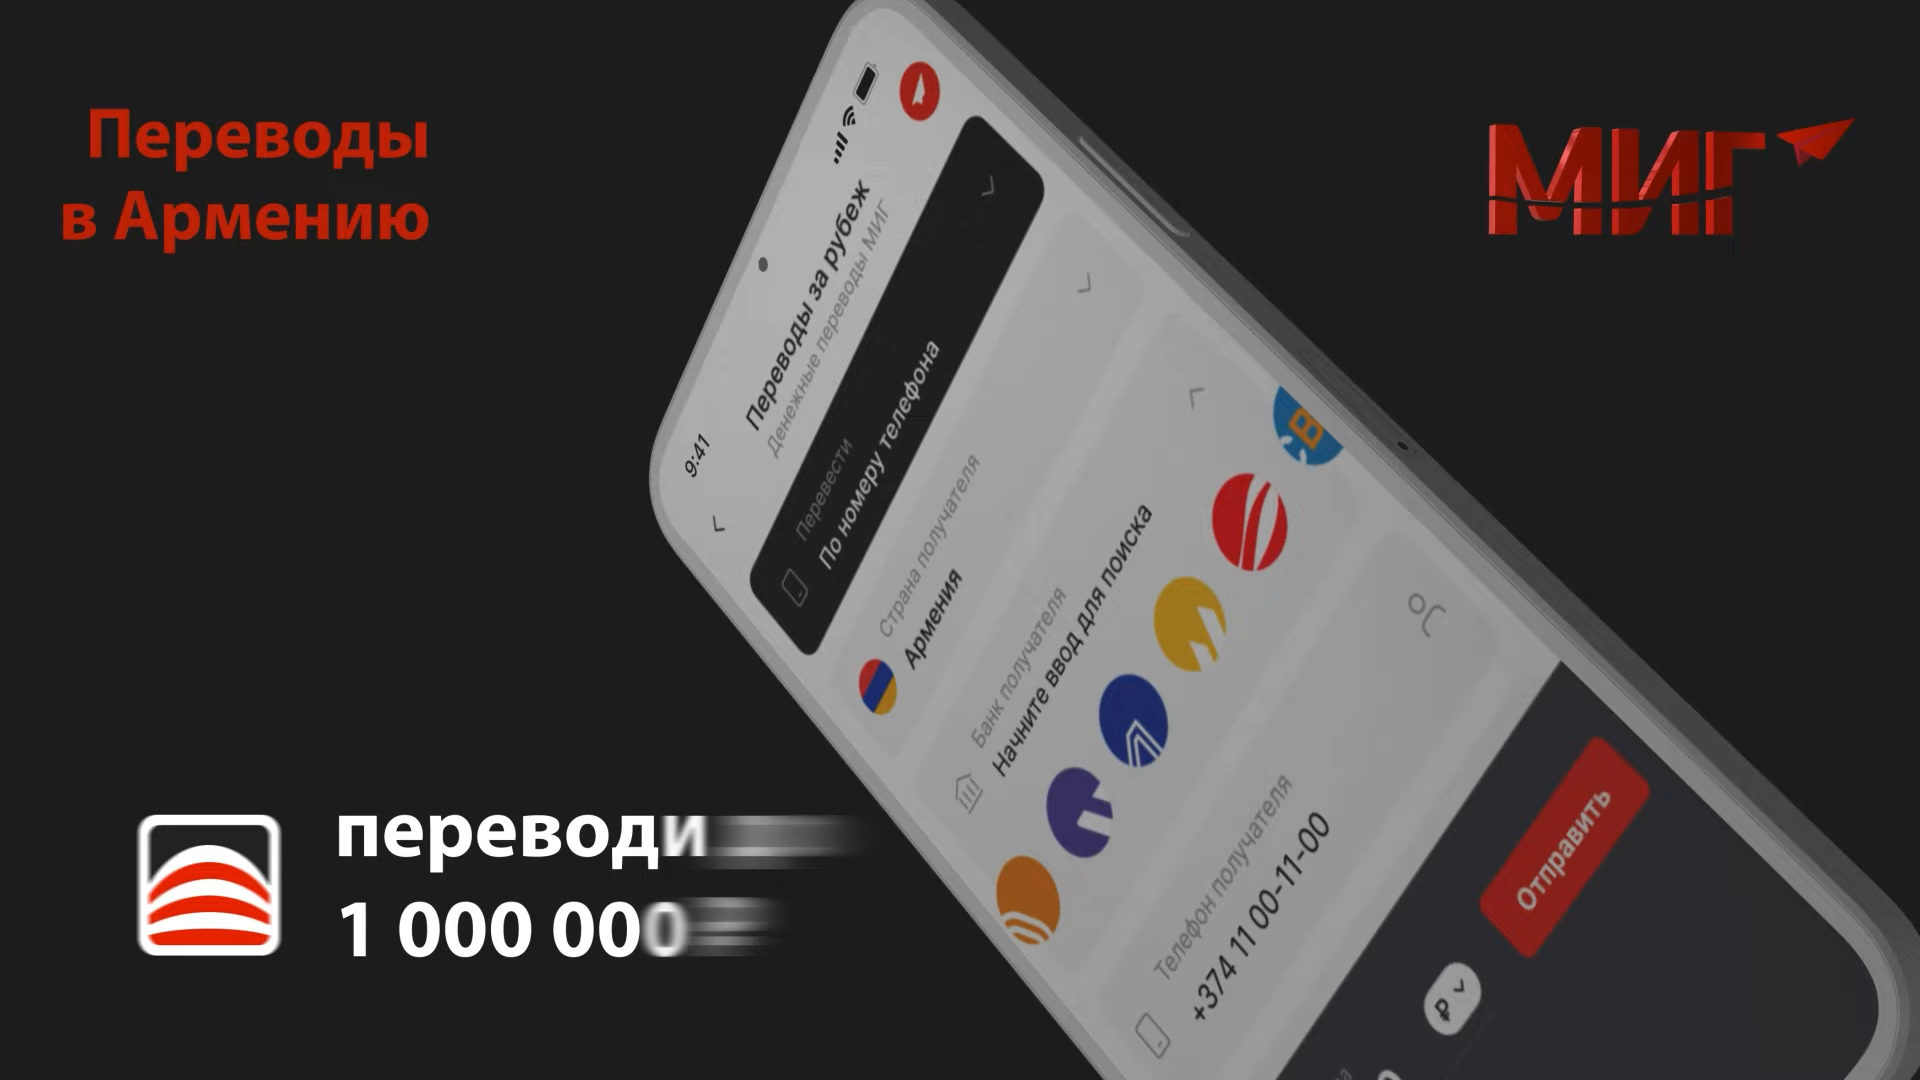 Переводы
в Армению
МИГ
9:41
Переводы за рубеж
Денежные переводы МИГ
Перевести
По номеру телефона
Страна получателя
Армения
Банк получателя
Начните ввод для поиска
B
Телефон получателя
+374 11 00-11-00
₽
Отправить
переводи
1 000 000